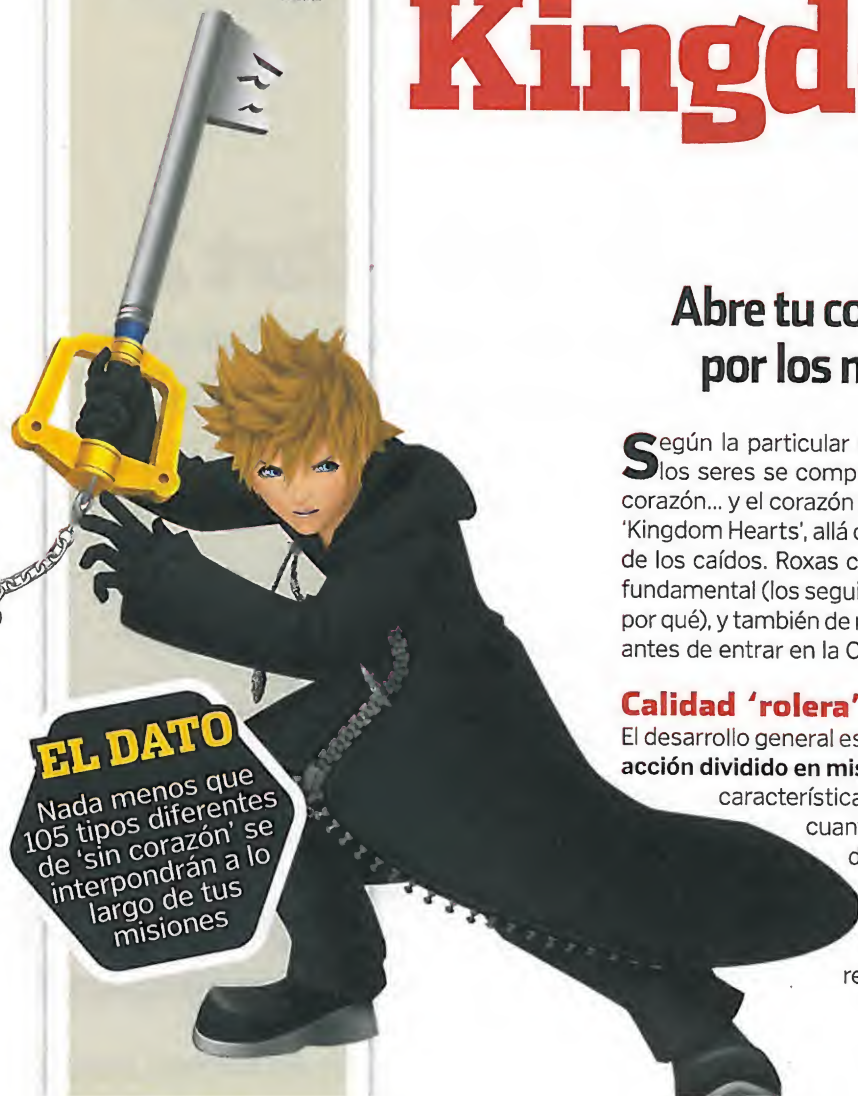 Kingd
Abre tu co
por los
Según la particular
los seres se comp
corazón... y el corazón
'Kingdom Hearts', allá
de los caídos. Roxas
fundamental (los segui
por qué), y también de
antes de entrar en la
Calidad 'rolera'
El desarrollo general es
acción dividido en mis
característica
cuan
re
EL DATO
Nada menos que
105 tipos diferentes
de 'sin corazón' se
interpondrán a lo
largo de tus
misiones